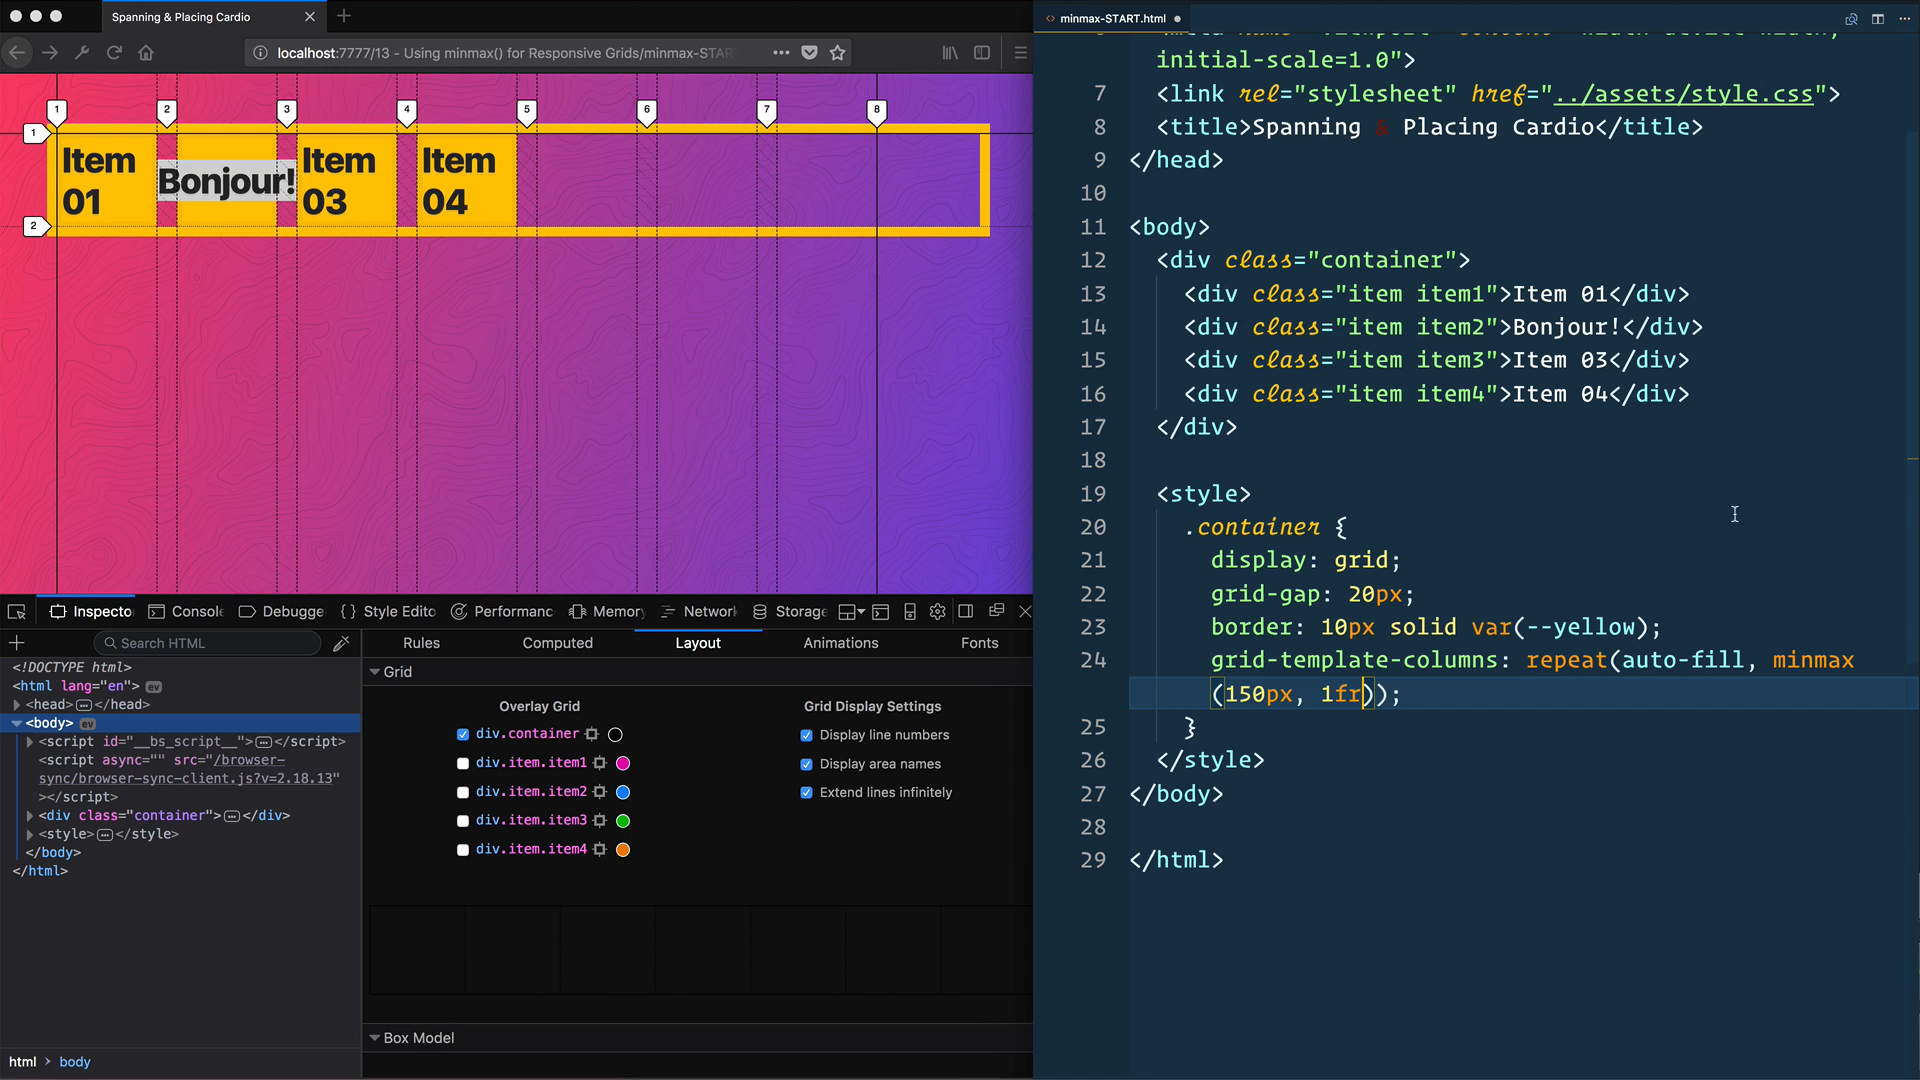 Spanning & Placing Cardio
localhost:7777/13 - Using minmax() for Responsive Grids/minmax-STAR
1 2 3 4 5 6 7 8
1
2
Item 01
Bonjour!
Item 03
Item 04
Inspecto
Console
Debugge
Style Edito
Performanc
Memory
Network
Storage
Search HTML
<!DOCTYPE html>
<html lang="en"> ev
<head></head>
<body> ev
<script id="__bs_script__"></script>
<script async="" src="/browser-
sync/browser-sync-client.js?v=2.18.13"
></script>
<div class="container"></div>
<style></style>
</body>
</html>
html > body
Rules Computed Layout Animations Fonts
Grid
Overlay Grid
div.container
div.item.item1
div.item.item2
div.item.item3
div.item.item4
Grid Display Settings
Display line numbers
Display area names
Extend lines infinitely
Box Model
<> minmax-START.html
initial-scale=1.0">
7 <link rel="stylesheet" href="../assets/style.css">
8 <title>Spanning & Placing Cardio</title>
9 </head>
10
11 <body>
12 <div class="container">
13 <div class="item item1">Item 01</div>
14 <div class="item item2">Bonjour!</div>
15 <div class="item item3">Item 03</div>
16 <div class="item item4">Item 04</div>
17 </div>
18
19 <style>
20 .container {
21 display: grid;
22 grid-gap: 20px;
23 border: 10px solid var(--yellow);
24 grid-template-columns: repeat(auto-fill, minmax
(150px, 1fr));
25 }
26 </style>
27 </body>
28
29 </html>